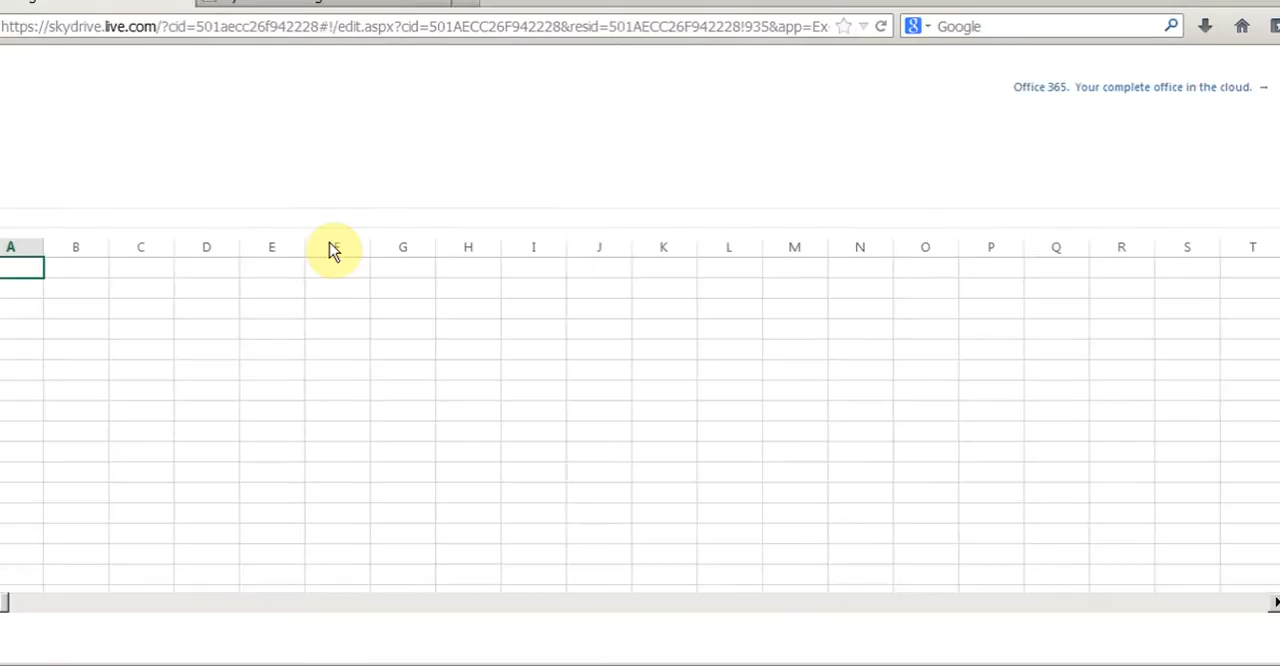 https://skydrive.live.com/?cid=501aecc26f942228#!/edit.aspx?cid=501AECC26F942228&resid=501AECC26F942228!935&app=Ex
Google
Office 365. Your complete office in the cloud. →
A B C D E G H I J K L M N O P Q R S T